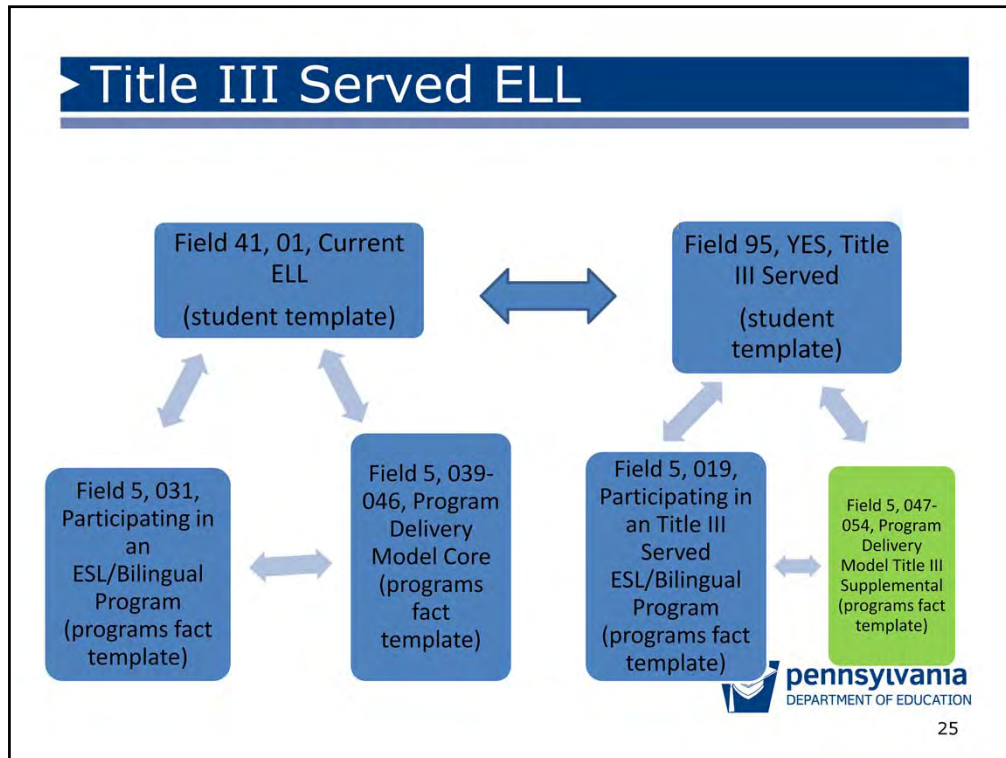 Title III Served ELL
Field 41, 01, Current
ELL
(student template)
Field 95, YES, Title
III Served
(student
template)
Field 5, 031,
Participating in
an
ESL/Bilingual
Program
(programs fact
template)
Field 5, 039-
046, Program
Delivery
Model Core
(programs
fact
template)
Field 5, 019,
Participating in
an Title III
Served
ESL/Bilingual
Program
(programs fact
template)
Field 5, 047-
054, Program
Delivery
Model Title III
Supplemental
(programs fact
template)
pennsylvania
DEPARTMENT OF EDUCATION
25